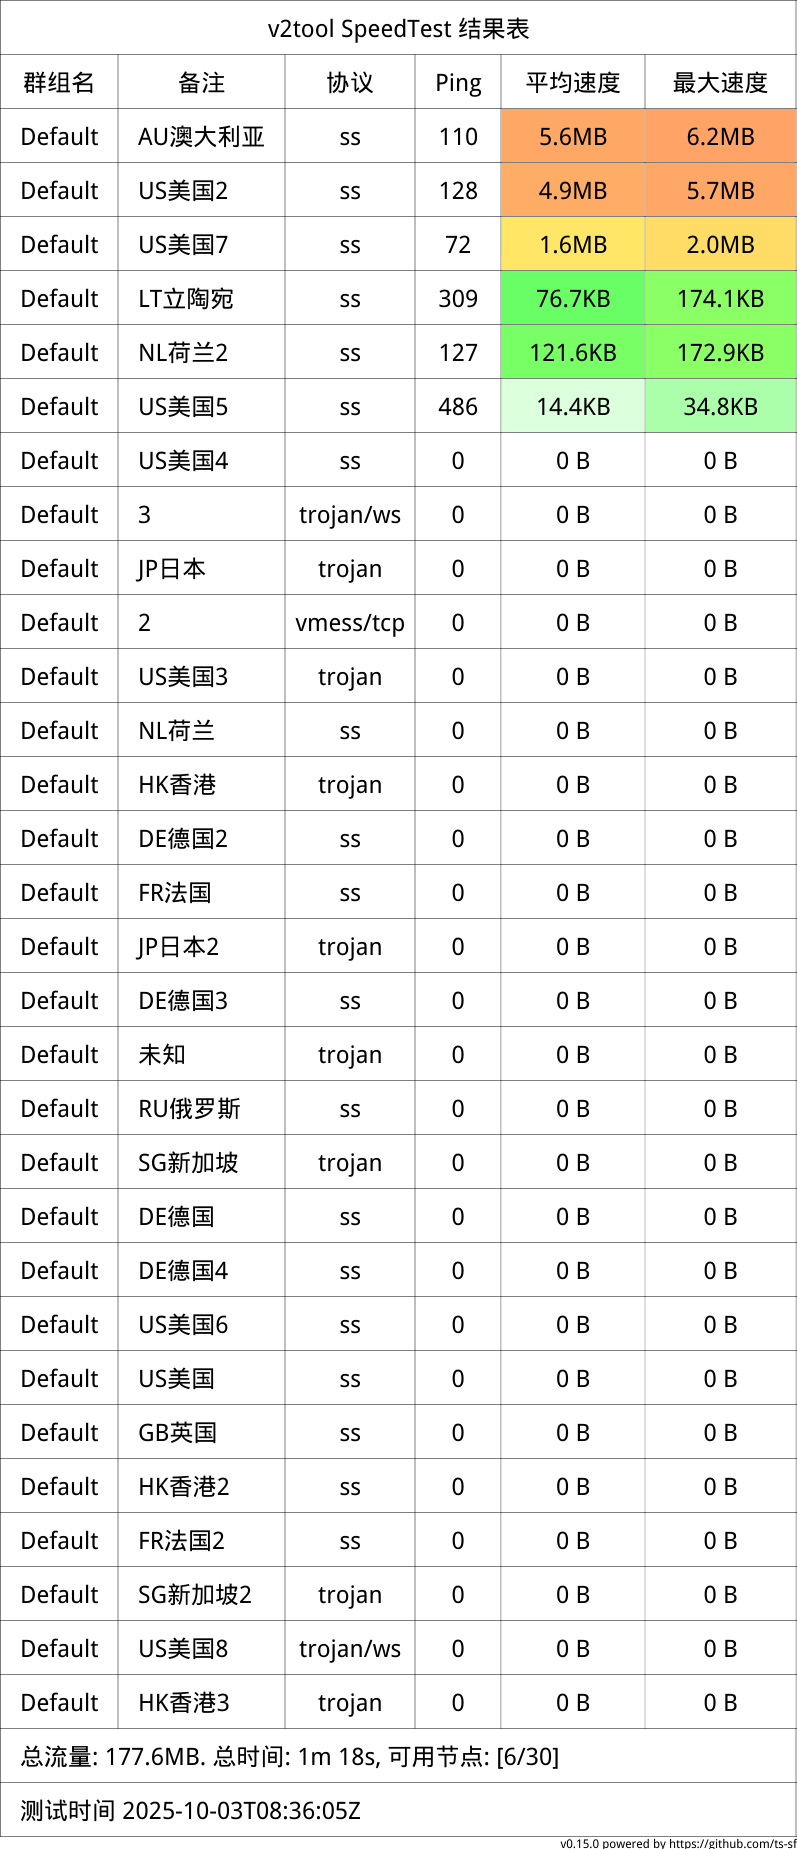 v2tool SpeedTest 结果表
群组名 备注 协议 Ping 平均速度 最大速度
Default AU澳大利亚 ss 110 5.6MB 6.2MB
Default US美国2 ss 128 4.9MB 5.7MB
Default US美国7 ss 72 1.6MB 2.0MB
Default LT立陶宛 ss 309 76.7KB 174.1KB
Default NL荷兰2 ss 127 121.6KB 172.9KB
Default US美国5 ss 486 14.4KB 34.8KB
Default US美国4 ss 0 0 B 0 B
Default 3 trojan/ws 0 0 B 0 B
Default JP日本 trojan 0 0 B 0 B
Default 2 vmess/tcp 0 0 B 0 B
Default US美国3 trojan 0 0 B 0 B
Default NL荷兰 ss 0 0 B 0 B
Default HK香港 trojan 0 0 B 0 B
Default DE德国2 ss 0 0 B 0 B
Default FR法国 ss 0 0 B 0 B
Default JP日本2 trojan 0 0 B 0 B
Default DE德国3 ss 0 0 B 0 B
Default 未知 trojan 0 0 B 0 B
Default RU俄罗斯 ss 0 0 B 0 B
Default SG新加坡 trojan 0 0 B 0 B
Default DE德国 ss 0 0 B 0 B
Default DE德国4 ss 0 0 B 0 B
Default US美国6 ss 0 0 B 0 B
Default US美国 ss 0 0 B 0 B
Default GB英国 ss 0 0 B 0 B
Default HK香港2 ss 0 0 B 0 B
Default FR法国2 ss 0 0 B 0 B
Default SG新加坡2 trojan 0 0 B 0 B
Default US美国8 trojan/ws 0 0 B 0 B
Default HK香港3 trojan 0 0 B 0 B
总流量: 177.6MB. 总时间: 1m 18s, 可用节点: [6/30]
测试时间 2025-10-03T08:36:05Z
v0.15.0 powered by https://github.com/ts-sf